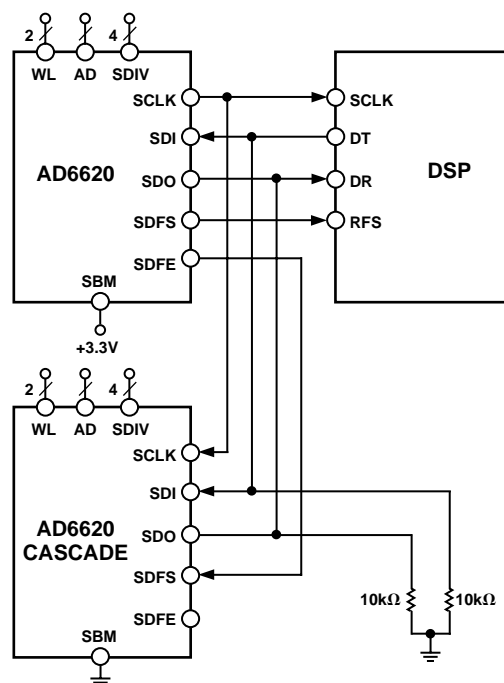 2 4
WL AD SDIV
SCLK
SDI
AD6620
SDO
SDFS
SDFE
SBM
+3.3V
SCLK
DT
DSP
DR
RFS
2 4
WL AD SDIV
SCLK
SDI
AD6620
CASCADE
SDO
SDFS
SDFE
SBM
10kΩ 10kΩ